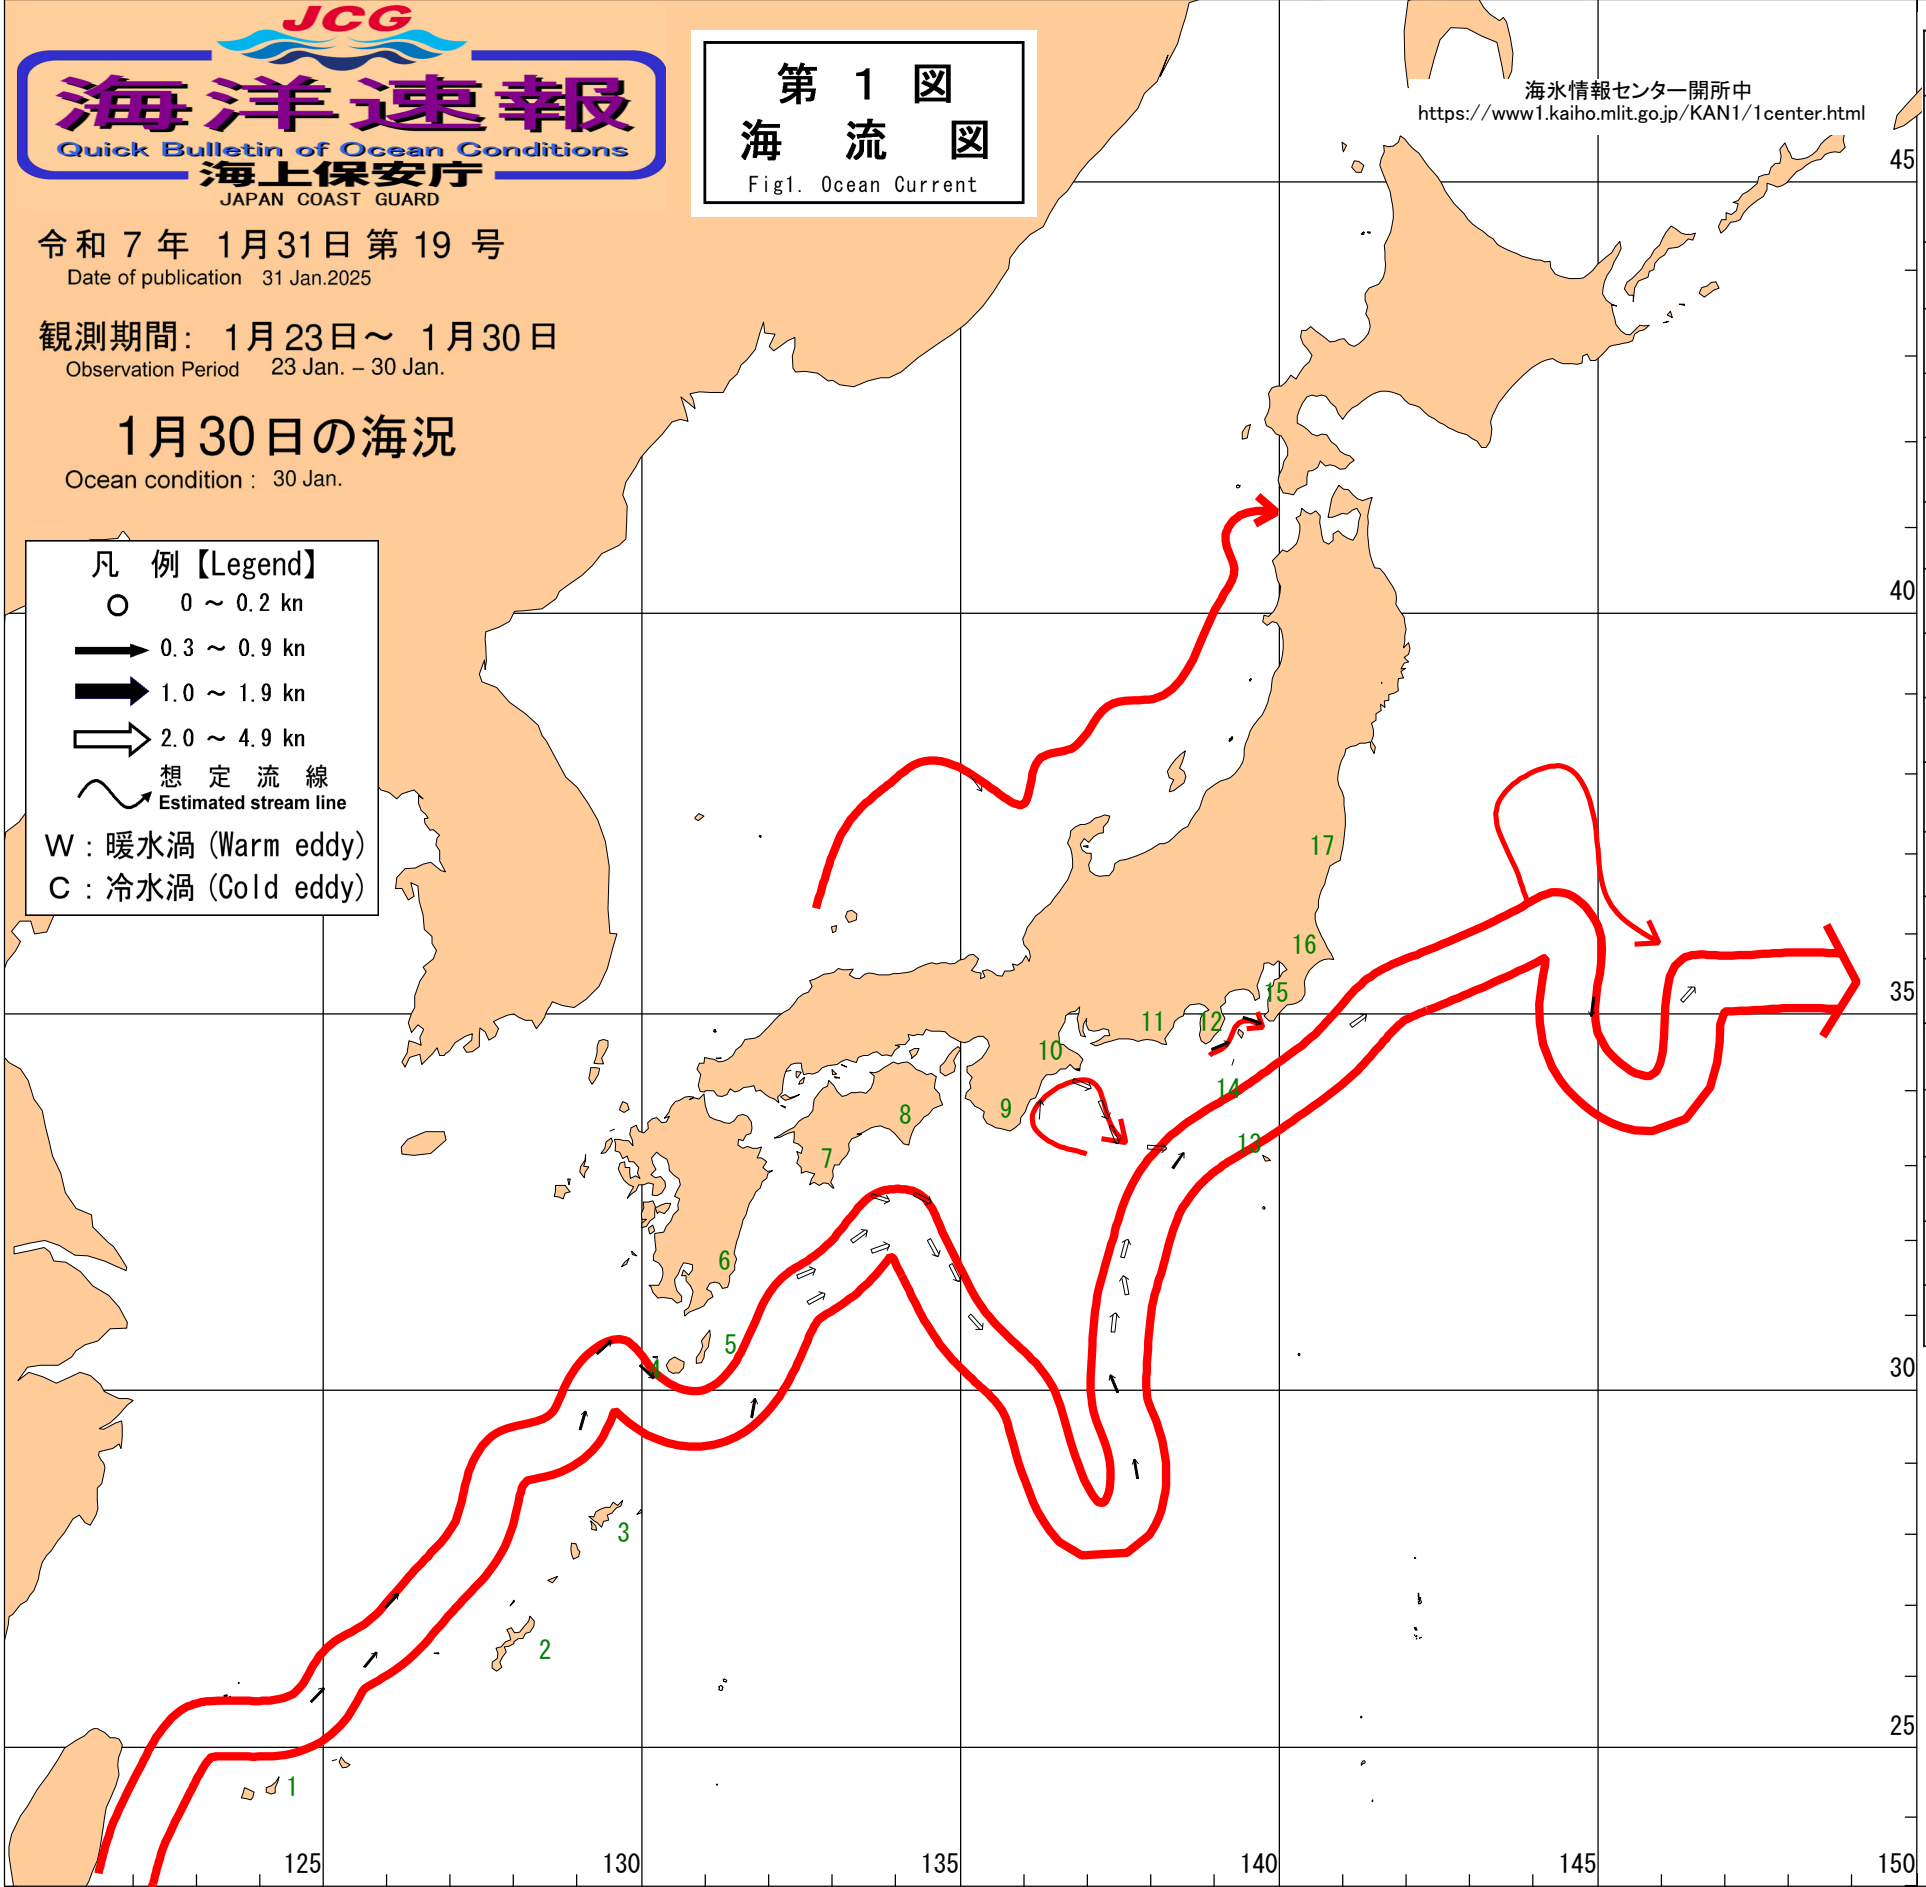 JCG
海洋速報
Quick Bulletin of Ocean Conditions
海上保安庁
JAPAN COAST GUARD
令和 7 年 1月31日 第 19 号
Date of publication 31 Jan.2025
観測期間: 1月23日～ 1月30日
Observation Period 23 Jan. – 30 Jan.
1月30日の海況
Ocean condition : 30 Jan.
第 1 図
海 流 図
Fig1. Ocean Current
海氷情報センター開所中
https://www1.kaiho.mlit.go.jp/KAN1/1center.html
凡 例【Legend】
0 ～ 0.2 kn
0.3 ～ 0.9 kn
1.0 ～ 1.9 kn
2.0 ～ 4.9 kn
想 定 流 線
Estimated stream line
W : 暖水渦 (Warm eddy)
C : 冷水渦 (Cold eddy)
45
40
35
30
25
17
16
15
12
11
10
14
9
8
13
7
6
5
4
3
2
1
125
130
135
140
145
150